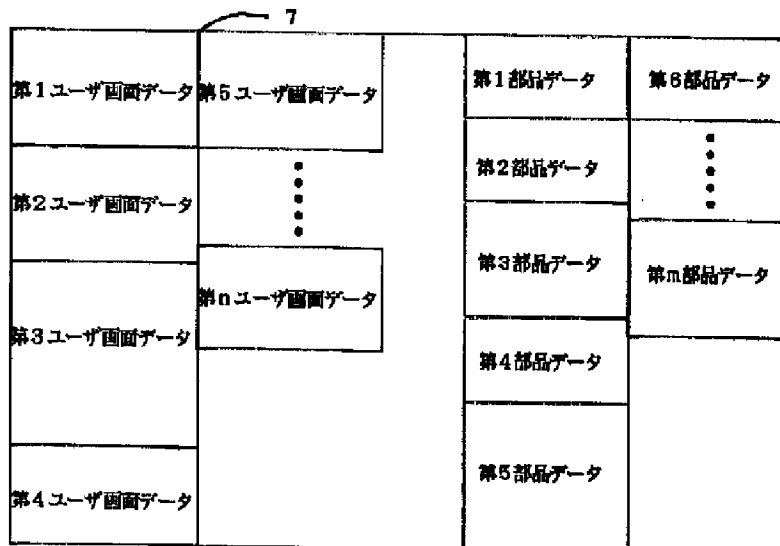 7
第1ユーザ画面データ
第2ユーザ画面データ
第3ユーザ画面データ
第4ユーザ画面データ
第5ユーザ画面データ
第nユーザ画面データ
第1部品データ
第2部品データ
第3部品データ
第4部品データ
第5部品データ
第6部品データ
第m部品データ